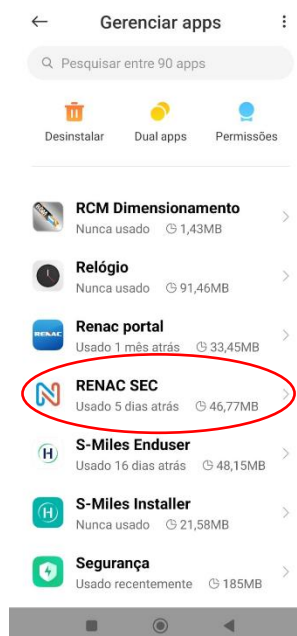 Gerenciar apps
Pesquisar entre 90 apps
Desinstalar Dual apps Permissões
RCM Dimensionamento
Nunca usado 1,43MB
Relógio
Nunca usado 91,46MB
RENAC
Renac portal
Usado 1 mês atrás 33,45MB
RENAC SEC
Usado 5 dias atrás 46,77MB
H
S-Miles Enduser
Usado 16 dias atrás 48,15MB
H
S-Miles Installer
Nunca usado 21,58MB
Segurança
Usado recentemente 185MB